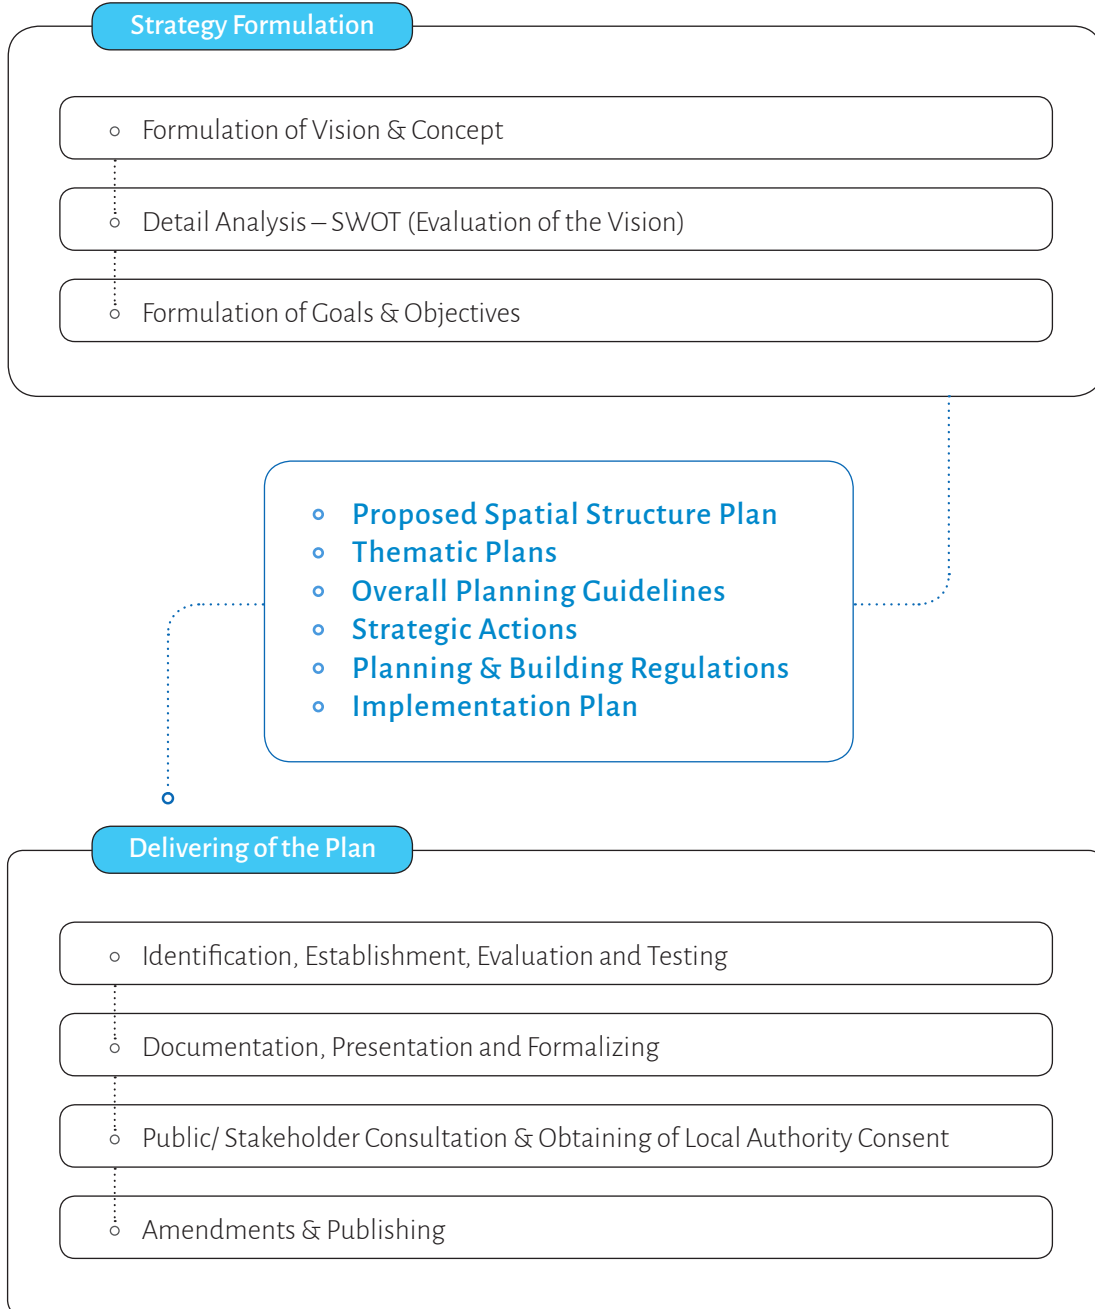 Strategy Formulation
Formulation of Vision & Concept
Detail Analysis – SWOT (Evaluation of the Vision)
Formulation of Goals & Objectives
Proposed Spatial Structure Plan
Thematic Plans
Overall Planning Guidelines
Strategic Actions
Planning & Building Regulations
Implementation Plan
Delivering of the Plan
Identification, Establishment, Evaluation and Testing
Documentation, Presentation and Formalizing
Public/ Stakeholder Consultation & Obtaining of Local Authority Consent
Amendments & Publishing